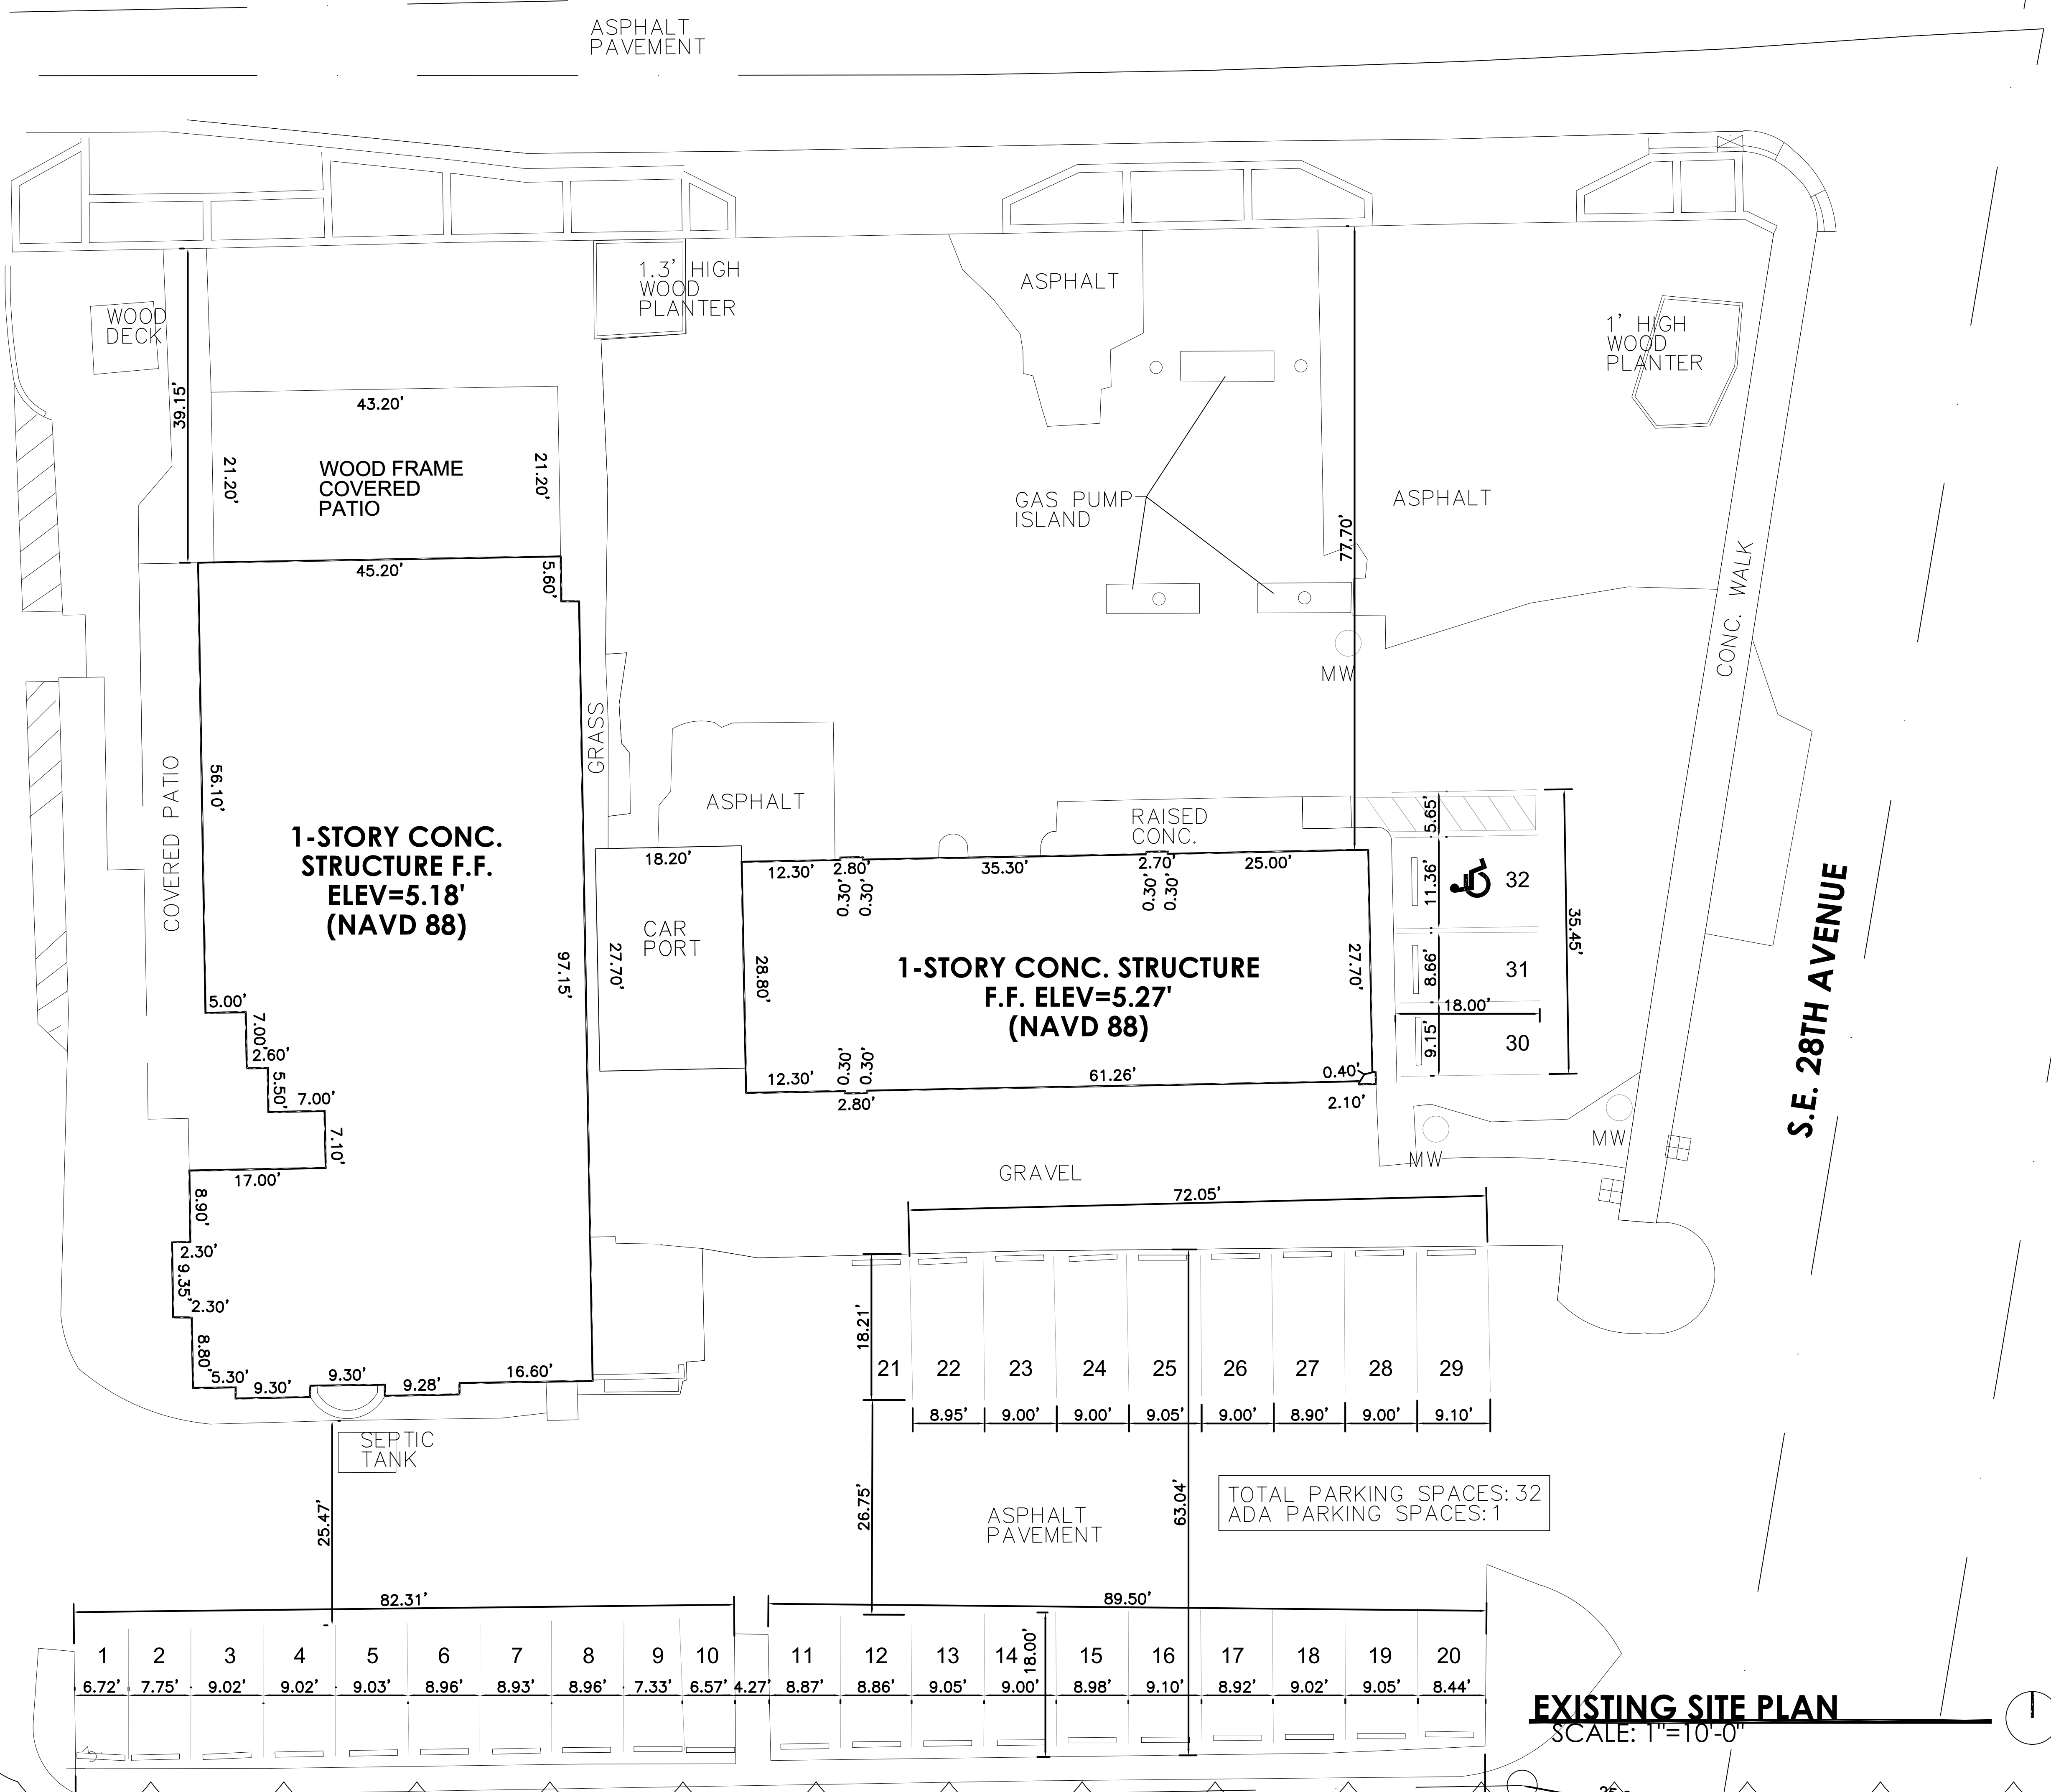 ASPHALT
PAVEMENT
1.3' HIGH
WOOD
PLANTER
ASPHALT
WOOD
DECK
1' HIGH
WOOD
PLANTER
39.15'
43.20'
21.20'
21.20'
WOOD FRAME
COVERED
PATIO
GAS PUMP
ISLAND
77.70'
ASPHALT
CONC. WALK
45.20'
5.60'
MW
GRASS
56.10'
COVERED PATIO
ASPHALT
RAISED
CONC.
1-STORY CONC.
STRUCTURE F.F.
ELEV=5.18'
(NAVD 88)
97.15'
18.20'
CAR
PORT
27.70'
12.30'
2.80'
0.30'
0.30'
35.30'
2.70'
0.30'
0.30'
25.00'
28.80'
1-STORY CONC. STRUCTURE
F.F. ELEV=5.27'
(NAVD 88)
27.70'
5.65'
11.36'
32
8.66'
31
18.00'
9.15'
30
35.45'
S.E. 28TH AVENUE
12.30'
0.30'
0.30'
2.80'
61.26'
0.40'
2.10'
5.00'
7.00'
2.60'
5.50'
7.00'
7.10'
17.00'
8.90'
2.30'
9.35'
2.30'
8.80'
5.30'
9.30'
9.30'
9.28'
16.60'
MW
MW
GRAVEL
72.05'
18.21'
21
22
23
24
25
26
27
28
29
8.95'
9.00'
9.00'
9.05'
9.00'
8.90'
9.00'
9.10'
SEPTIC
TANK
25.47'
26.75'
63.04'
ASPHALT
PAVEMENT
TOTAL PARKING SPACES: 32
ADA PARKING SPACES: 1
82.31'
89.50'
1
2
3
4
5
6
7
8
9
10
11
12
13
14
18.00'
15
16
17
18
19
20
6.72'
7.75'
9.02'
9.02'
9.03'
8.96'
8.93'
8.96'
7.33'
6.57'
4.27'
8.87'
8.86'
9.05'
9.00'
8.98'
9.10'
8.92'
9.02'
9.05'
8.44'
EXISTING SITE PLAN
SCALE: 1"=10'-0"